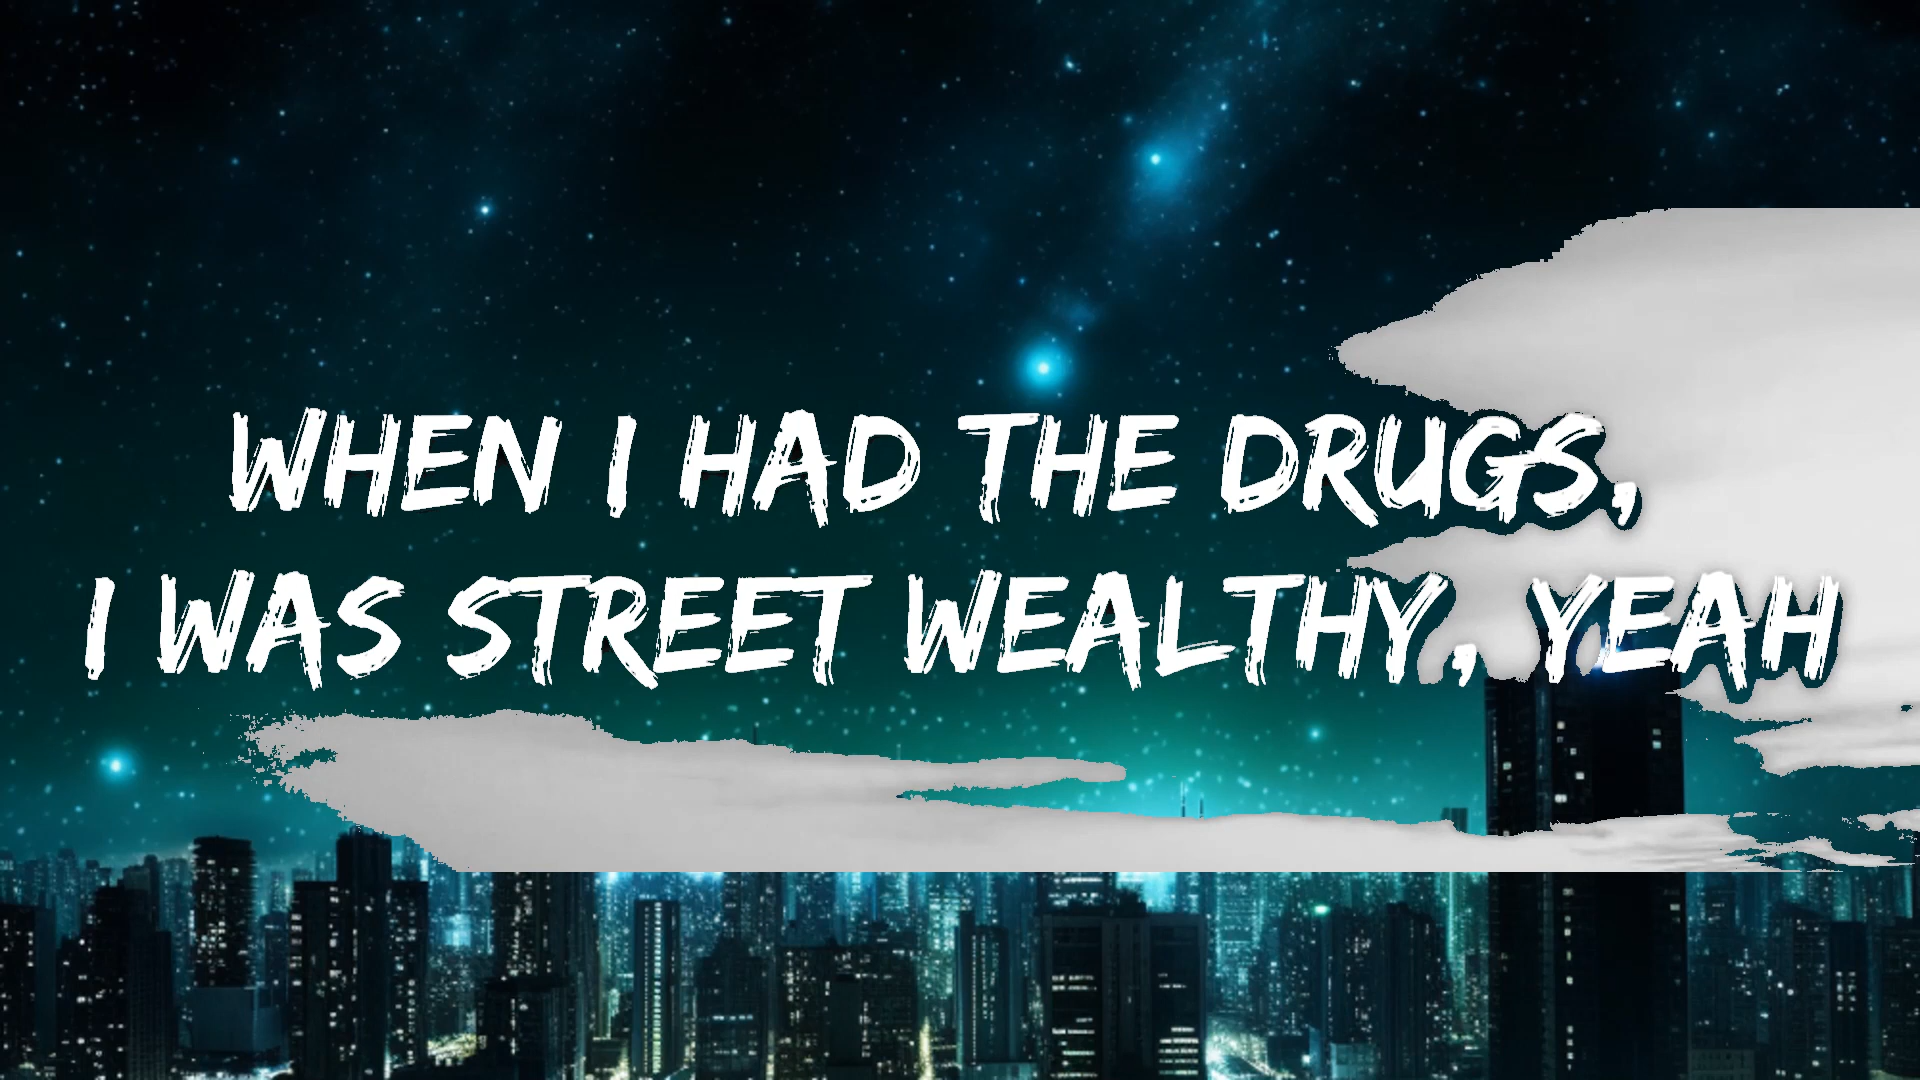 WHEN I HAD THE DRUGS,
I WAS STREET WEALTHY, YEAH